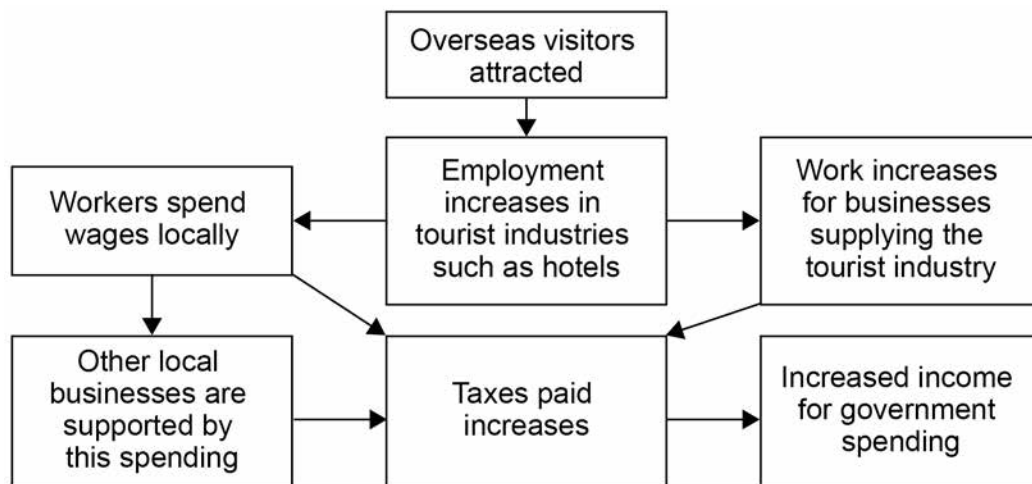 Overseas visitors
attracted
Employment
increases in
tourist industries
such as hotels
Workers spend
wages locally
Work increases
for businesses
supplying the
tourist industry
Other local
businesses are
supported by
this spending
Taxes paid
increases
Increased income
for government
spending